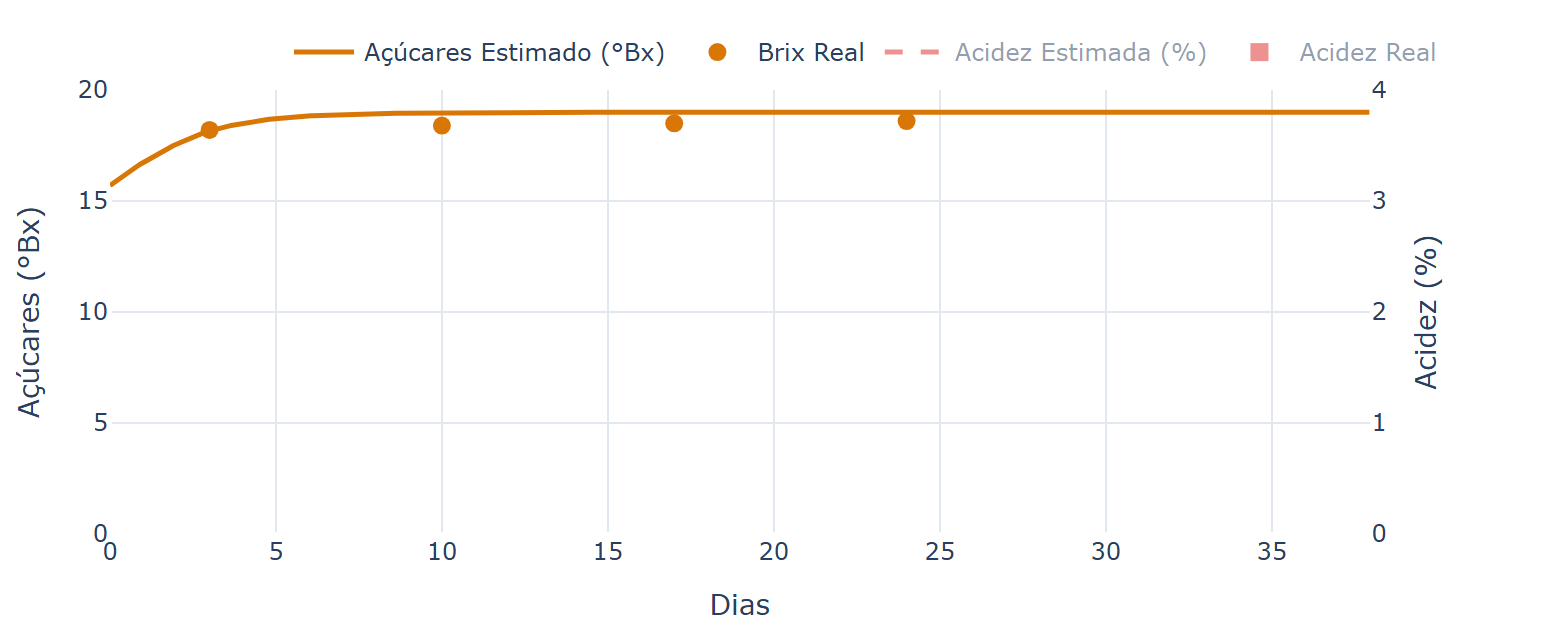 Açúcares Estimado (°Bx) Brix Real Acidez Estimada (%) Acidez Real
20 4
15 3
10 2
5 1
0 0
Açúcares (°Bx)
Acidez (%)
0 5 10 15 20 25 30 35
Dias